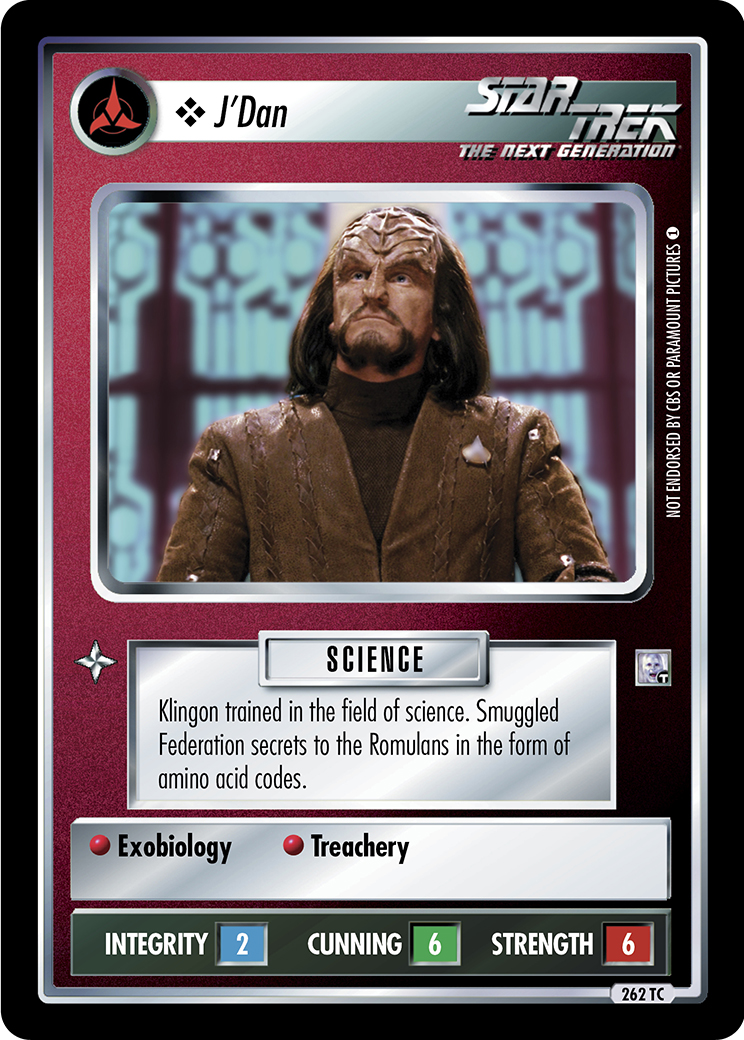 ❖ J'Dan
STAR TREK
THE NEXT GENERATION
NOT ENDORSED BY CBS OR PARAMOUNT PICTURES 1
SCIENCE
T
Klingon trained in the field of science. Smuggled
Federation secrets to the Romulans in the form of
amino acid codes.
Exobiology Treachery
INTEGRITY 2 CUNNING 6 STRENGTH 6
262 TC